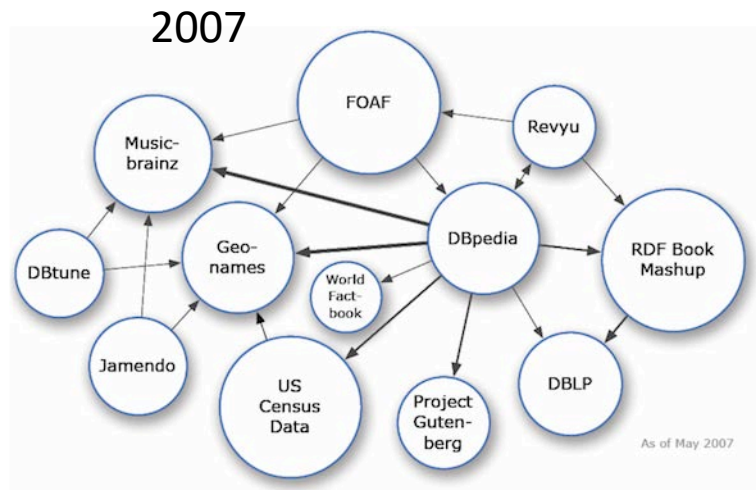 2007
FOAF
Revyu
Music-
brainz
DBpedia
RDF Book
Mashup
Geo-
names
DBtune
World
Fact-
book
Jamendo
US
Census
Data
Project
Guten-
berg
DBLP
As of May 2007